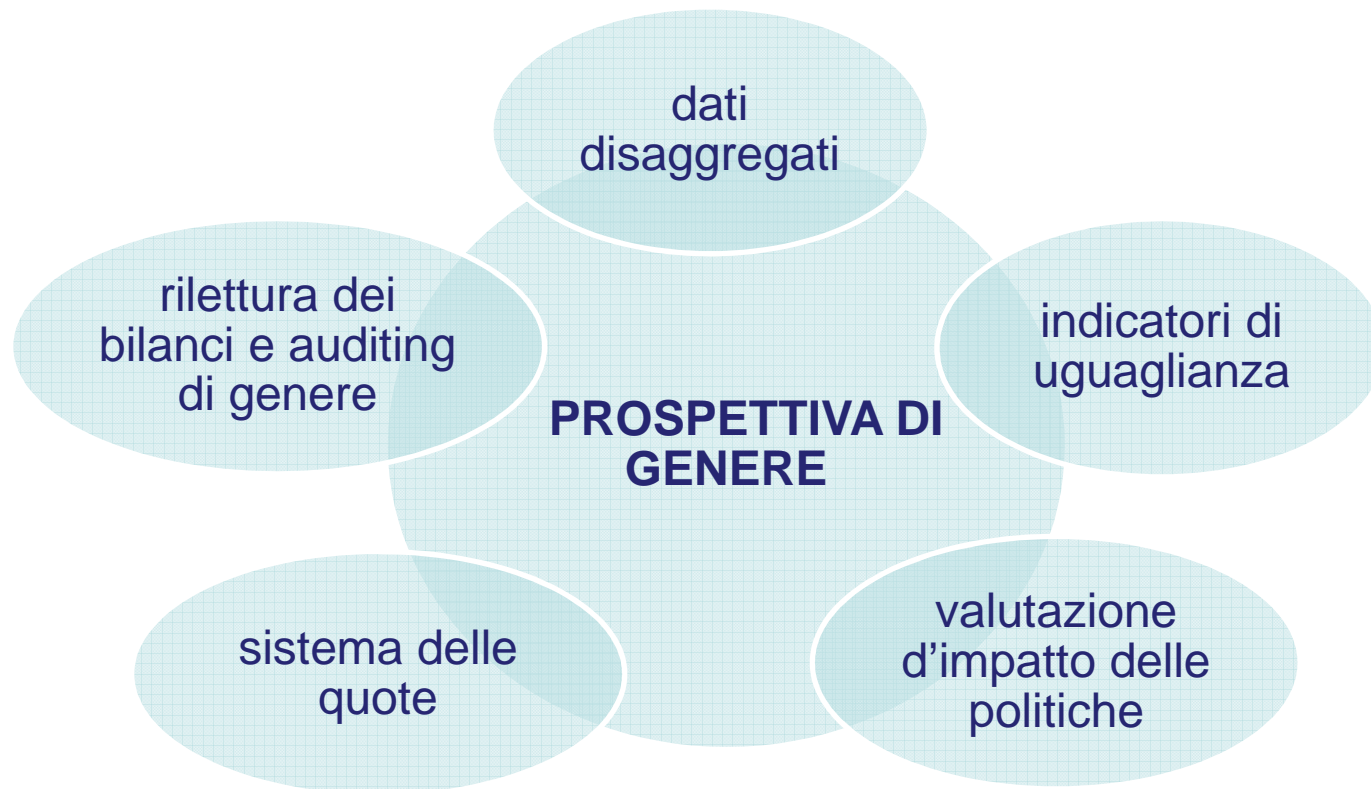 dati
disaggregati
rilettura dei
bilanci e auditing
di genere
indicatori di
uguaglianza
PROSPETTIVA DI
GENERE
sistema delle
quote
valutazione
d’impatto delle
politiche